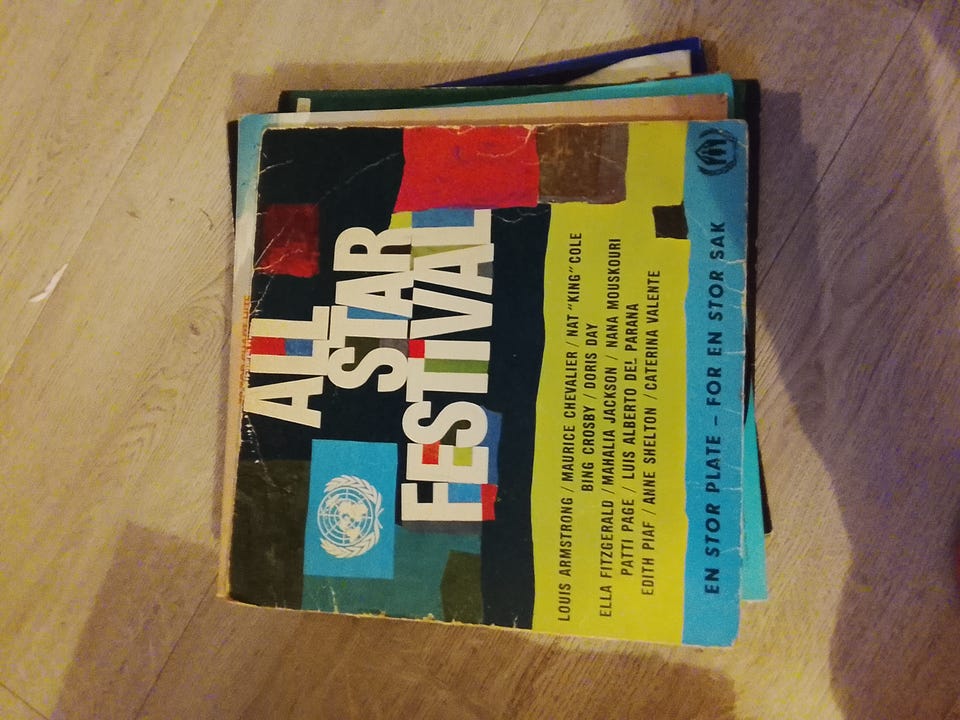 ALL
STAR
FESTIVAL
LOUIS ARMSTRONG / MAURICE CHEVALIER / NAT "KING" COLE
BING CROSBY / DORIS DAY
ELLA FITZGERALD / MAHALIA JACKSON / NANA MOUSKOURI
PATTI PAGE / LUIS ALBERTO DEL PARANA
EDITH PIAF / ANNE SHELTON / CATERINA VALENTE
EN STOR PLATE – FOR EN STOR SAK